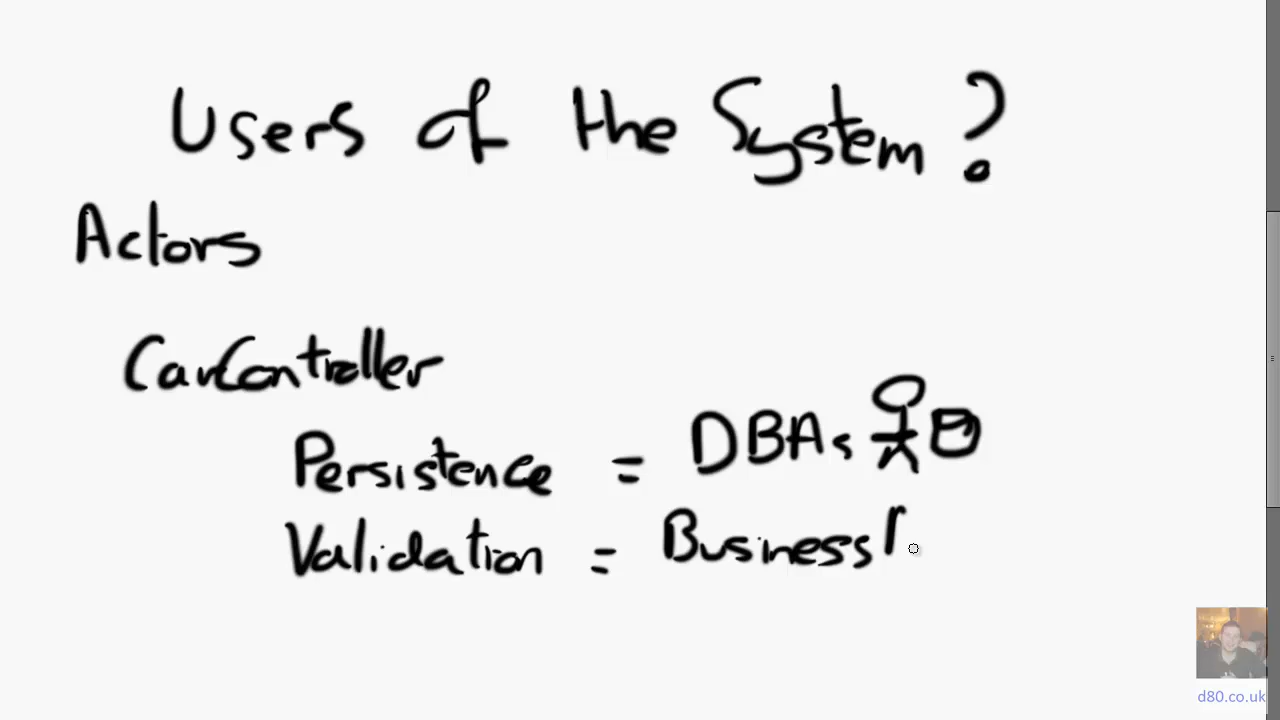 Users of the System?
Actors
CarController
Persistence = DBAs
Validation = Business
d80.co.uk